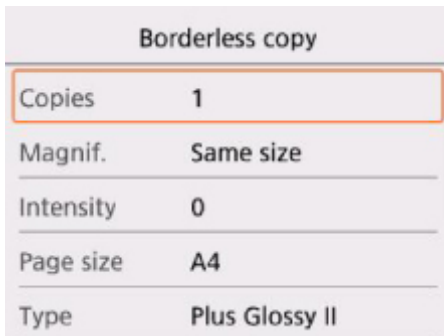 Borderless copy
Copies 1
Magnif. Same size
Intensity 0
Page size A4
Type Plus Glossy II